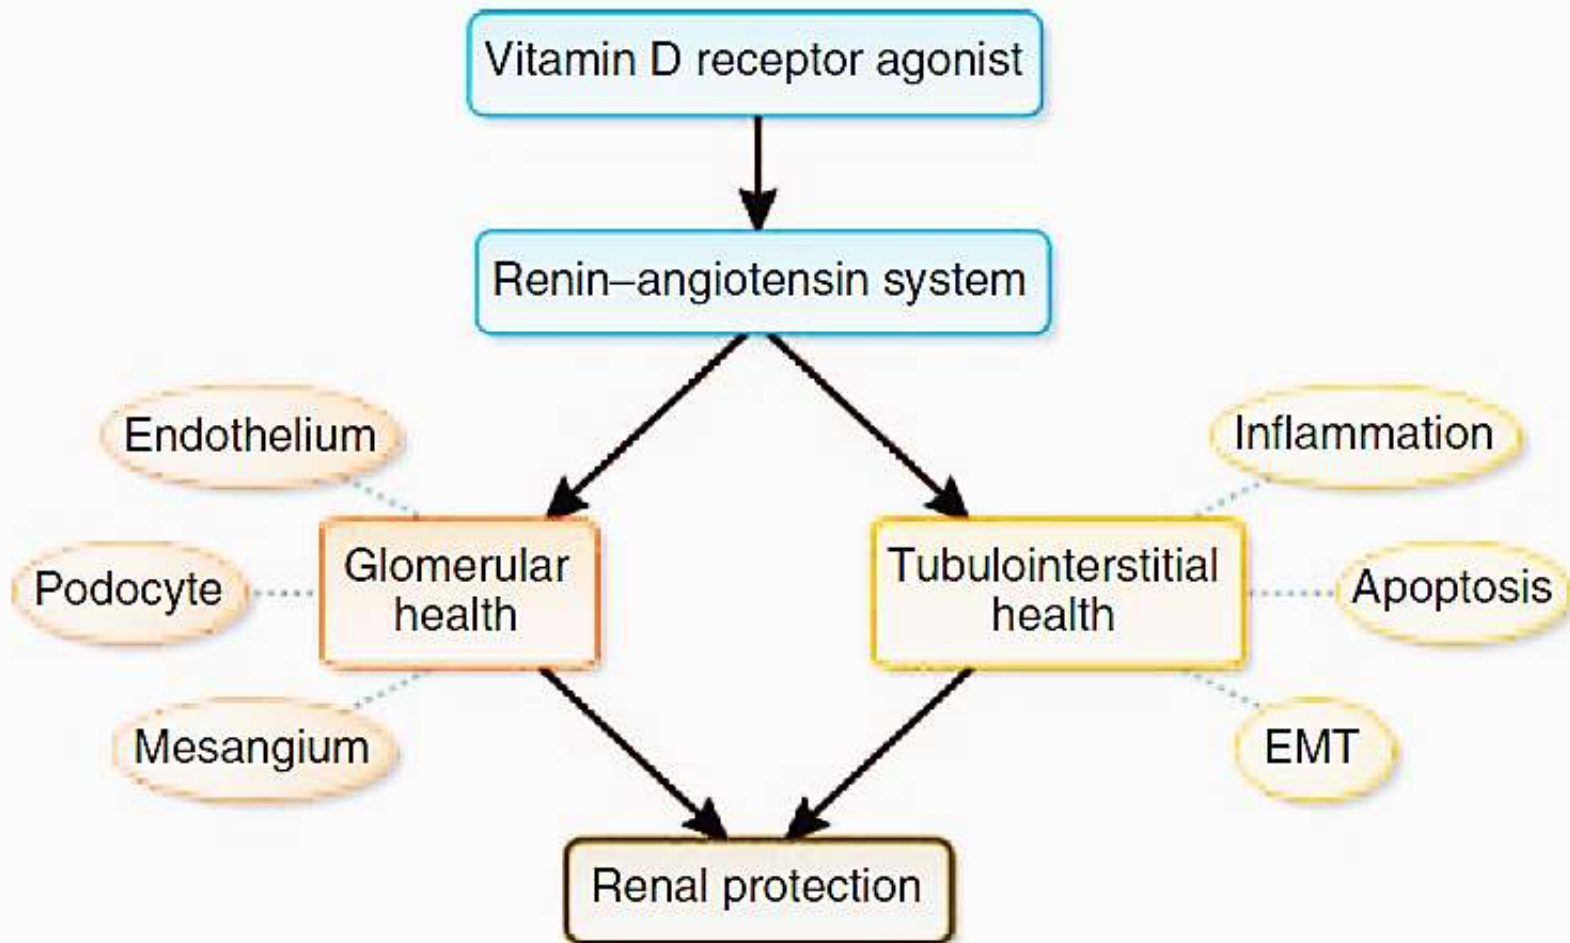 Vitamin D receptor agonist
Renin–angiotensin system
Endothelium
Inflammation
Glomerular
health
Tubulointerstitial
health
Podocyte
Apoptosis
Mesangium
EMT
Renal protection